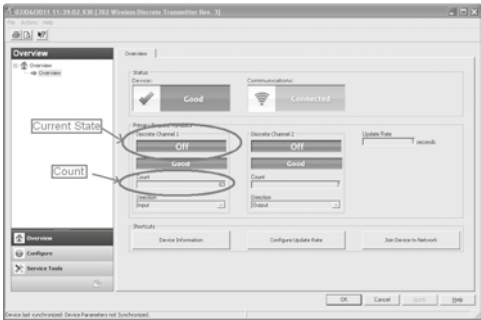 02/06/2011 11:39:02.930 [702 Wireless Discrete Transmitter Rev. 3]
File Actions Help
Overview
Overview
Overview
Overview
Status
Device:
Good
Communications:
Connected
Discrete Channel 1
Off
Good
Count
Direction
Input
Discrete Channel 2
Off
Good
Count
7
Direction
Output
Update Rate
seconds
Current State
Count
Shortcuts
Device Information
Configure Update Rate
Join Device to Network
Overview
Configure
Service Tools
OK
Cancel
Apply
Help
Device last synchronized: Device Parameters not Synchronized.